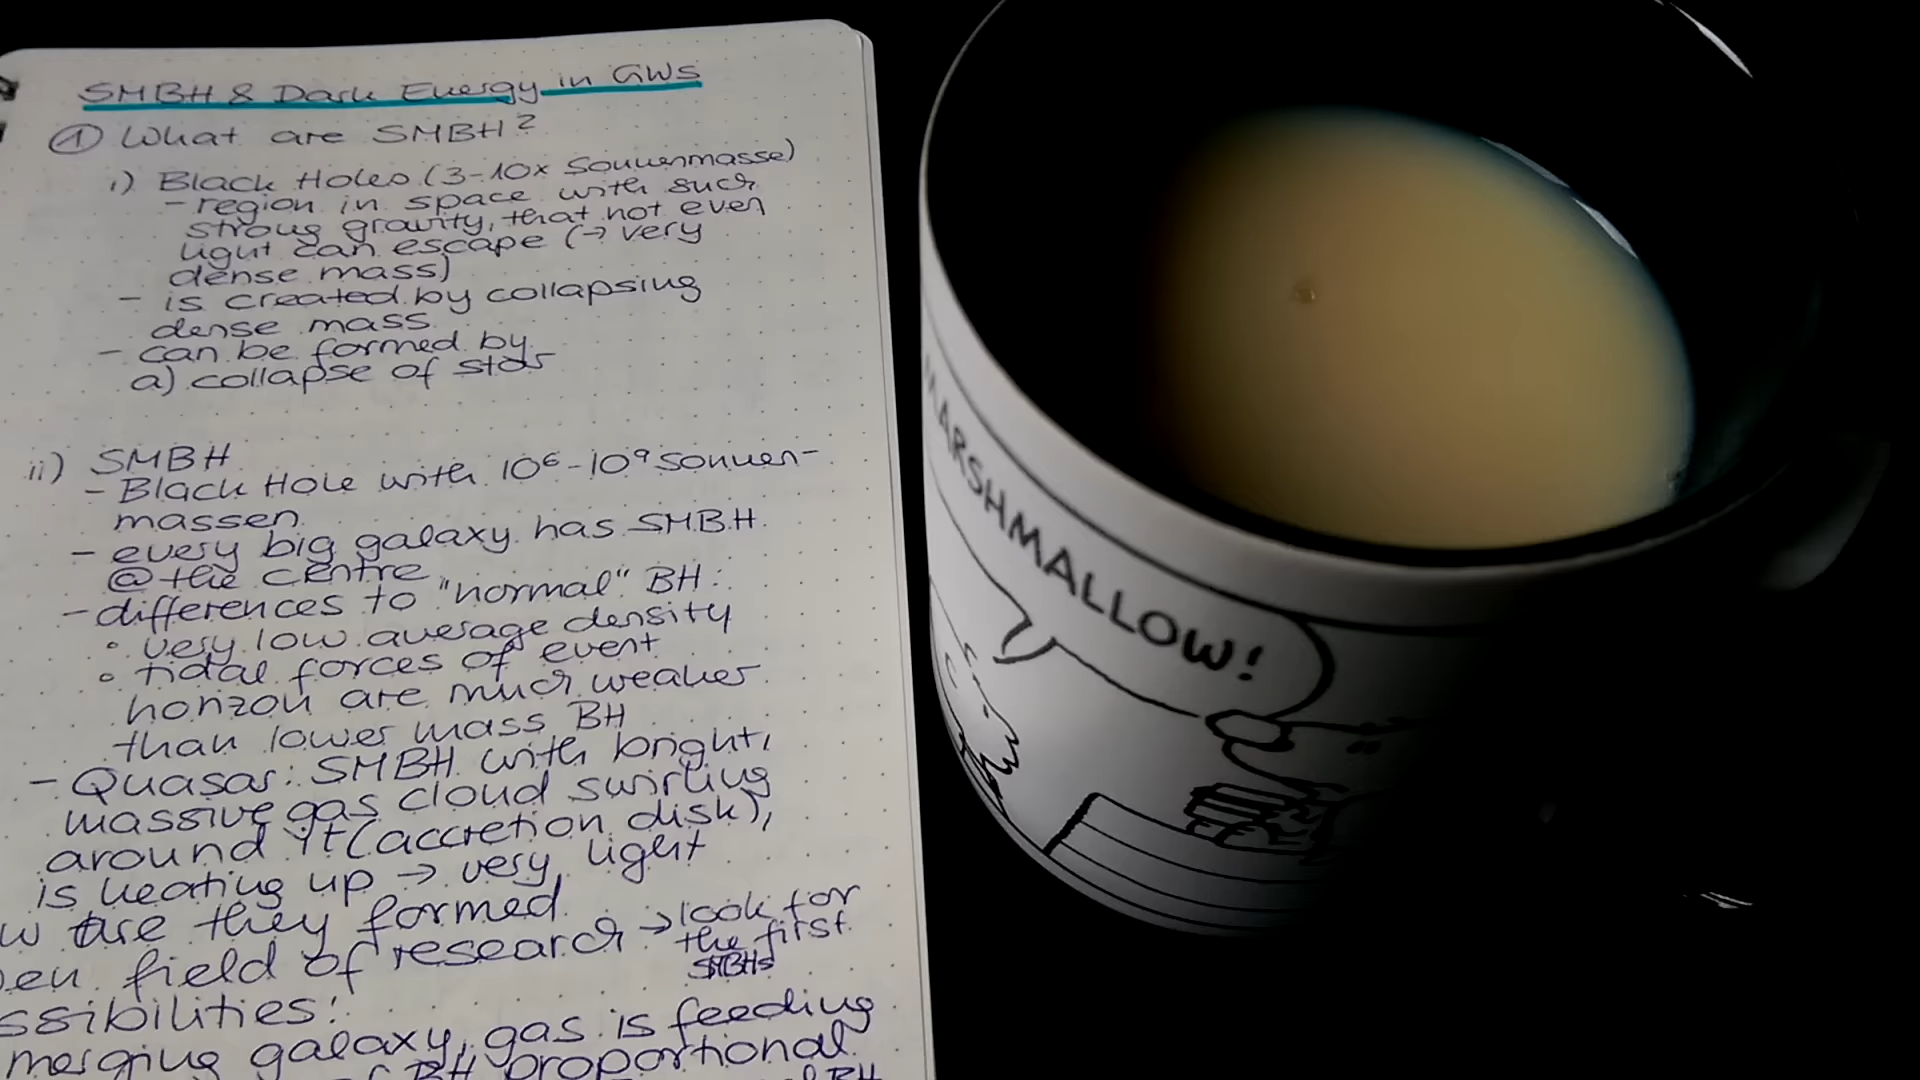 SMBH & Dark Energy in GWs
① What are SMBH?
i) Black Holes (3-10x Sonnenmasse)
- region in space with such
strong gravity, that not even
light can escape (→ very
dense mass)
- is created by collapsing
dense mass
- can be formed by
a) collapse of star
ii) SMBH
- Black Hole with 10⁶-10⁹ Sonnen-
massen
- every big galaxy has SMBH
@ the centre
- differences to "normal" BH:
• very low average density
• tidal forces of event
horizon are much weaker
than lower mass BH
- Quasar: SMBH with bright,
massive gas cloud swirling
around it (accretion disk),
is heating up → very light
w are they formed
en field of research → look for
the first
SMBHs
ssibilities:
merging galaxy, gas is feeding
BH proportional
BH
MARSHMALLOW!